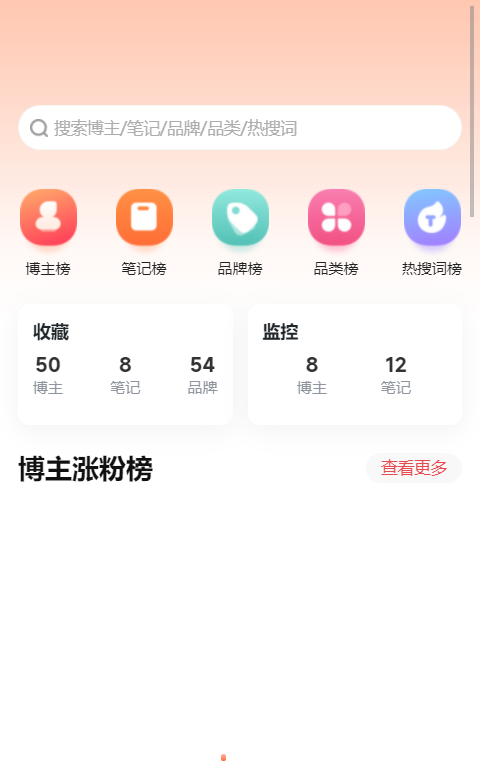 搜索博主/笔记/品牌/品类/热搜词
博主榜 笔记榜 品牌榜 品类榜 热搜词榜
收藏 监控
50 8 54 8 12
博主 笔记 品牌 博主 笔记
博主涨粉榜 查看更多